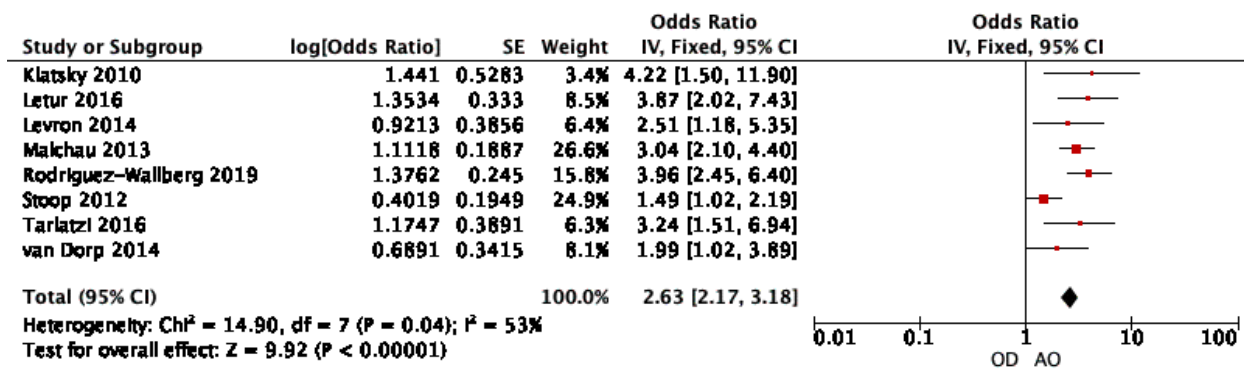 Odds Ratio Odds Ratio
Study or Subgroup log[Odds Ratio] SE Weight IV, Fixed, 95% CI IV, Fixed, 95% CI
Klatsky 2010 1.441 0.5283 3.4% 4.22 [1.50, 11.90]
Letur 2016 1.3534 0.333 8.5% 3.87 [2.02, 7.43]
Levron 2014 0.9213 0.3856 6.4% 2.51 [1.18, 5.35]
Malchau 2013 1.1118 0.1887 26.6% 3.04 [2.10, 4.40]
Rodriguez-Wallberg 2019 1.3762 0.245 15.8% 3.96 [2.45, 6.40]
Stoop 2012 0.4019 0.1949 24.9% 1.49 [1.02, 2.19]
Tarlatzi 2016 1.1747 0.3891 6.3% 3.24 [1.51, 6.94]
van Dorp 2014 0.6891 0.3415 8.1% 1.99 [1.02, 3.89]
Total (95% CI) 100.0% 2.63 [2.17, 3.18]
Heterogeneity: Chi² = 14.90, df = 7 (P = 0.04); I² = 53%
Test for overall effect: Z = 9.92 (P < 0.00001)
0.01 0.1 1 10 100
OD AO